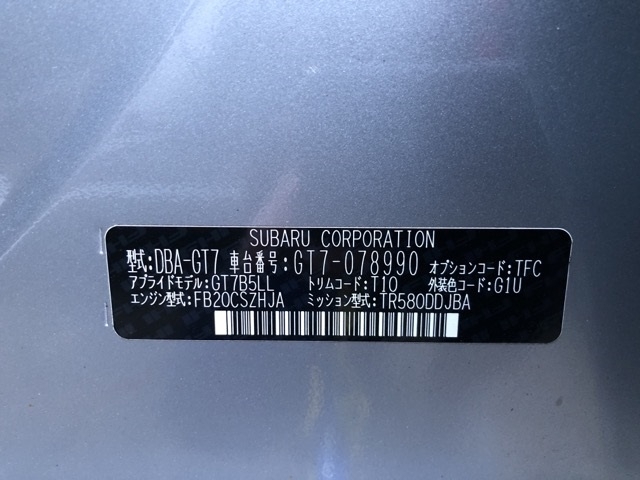 SUBARU CORPORATION
型式:DBA-GT7 車台番号:GT7-078990 オプションコード:TFC
アプライドモデル:GT7B5LL トリムコード:T10 外装色コード:G1U
エンジン型式:FB20CSZHJA ミッション型式:TR580DDJBA